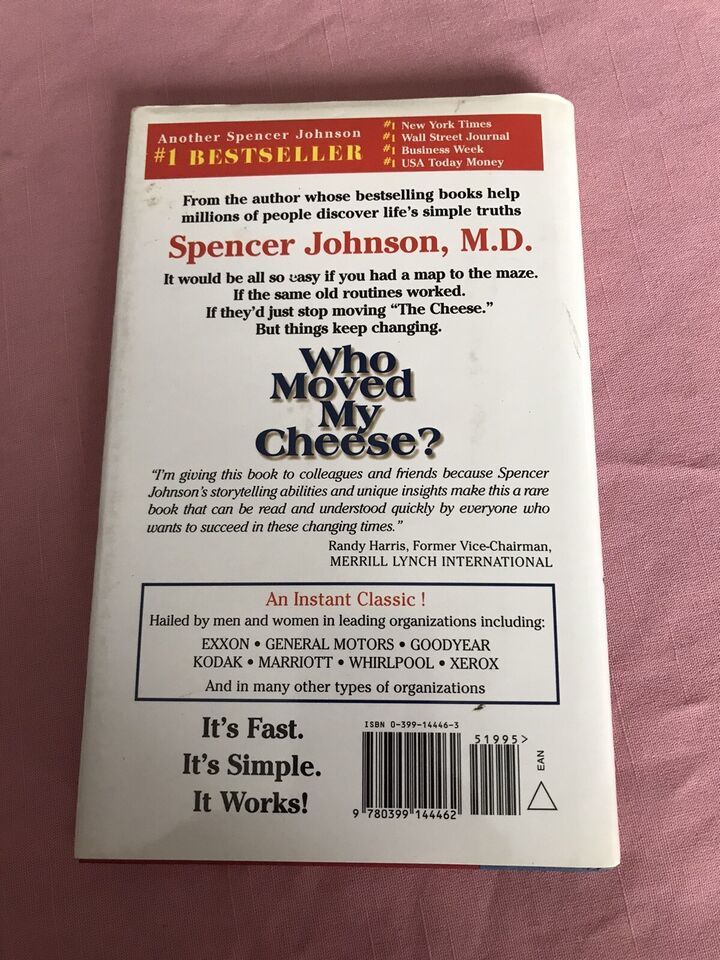 Another Spencer Johnson
#1 BESTSELLER
#1 New York Times
#1 Wall Street Journal
#1 Business Week
#1 USA Today Money
From the author whose bestselling books help
millions of people discover life's simple truths
Spencer Johnson, M.D.
It would be all so easy if you had a map to the maze.
If the same old routines worked.
If they'd just stop moving “The Cheese.”
But things keep changing.
Who
Moved
My
Cheese?
“I'm giving this book to colleagues and friends because Spencer
Johnson's storytelling abilities and unique insights make this a rare
book that can be read and understood quickly by everyone who
wants to succeed in these changing times.”
Randy Harris, Former Vice-Chairman,
MERRILL LYNCH INTERNATIONAL
An Instant Classic !
Hailed by men and women in leading organizations including:
EXXON • GENERAL MOTORS • GOODYEAR
KODAK • MARRIOTT • WHIRLPOOL • XEROX
And in many other types of organizations
It's Fast.
It's Simple.
It Works!
ISBN 0-399-14446-3
51995>
EAN
9 780399 144462